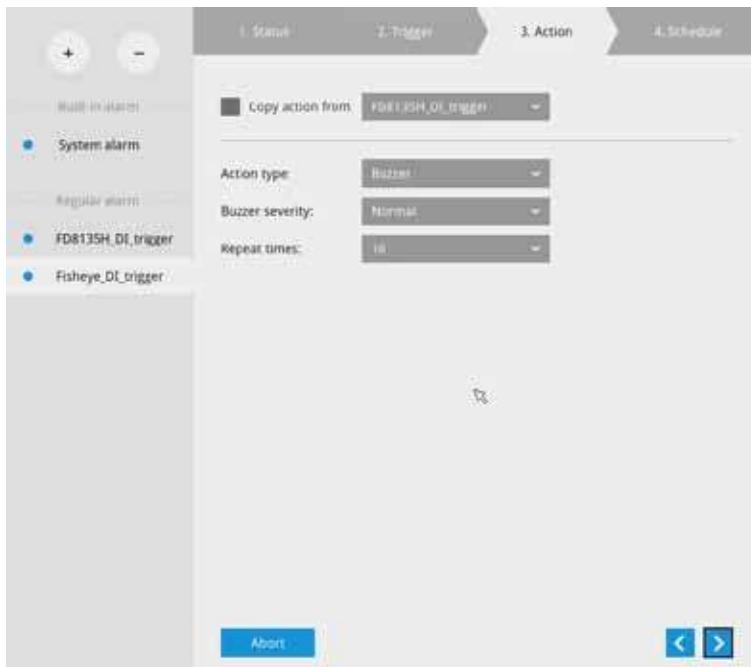 + −
1. Status 2. Trigger 3. Action 4. Schedule
Built-in alarm
System alarm
Regular alarm
FD8135H_DI_trigger
Fisheye_DI_trigger
Copy action from FD8135H_DI_trigger
Action type: Buzzer
Buzzer severity: Normal
Repeat times: 10
Abort < >